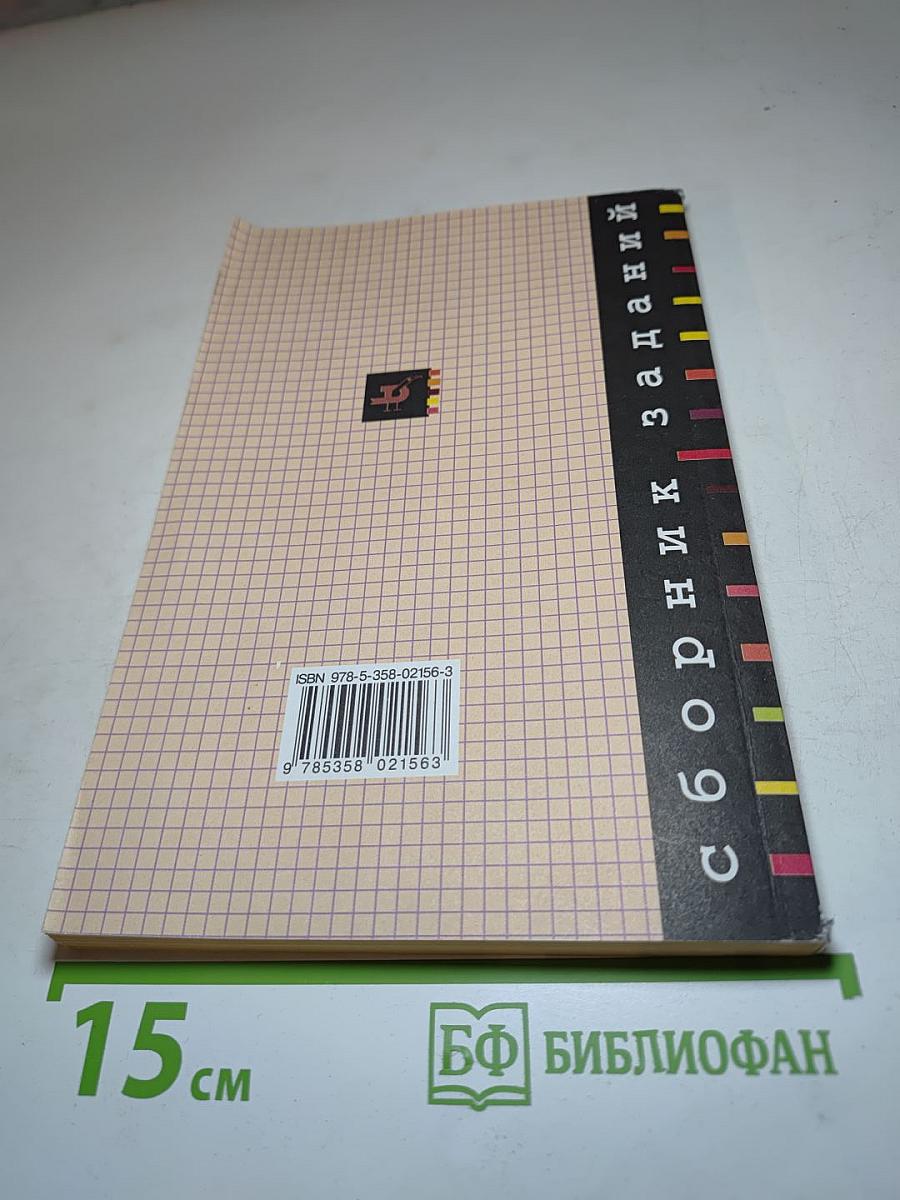 сборник заданий
ISBN 978-5-358-02156-3
9 785358 021563
15 см
БФ БИБЛИОФАН